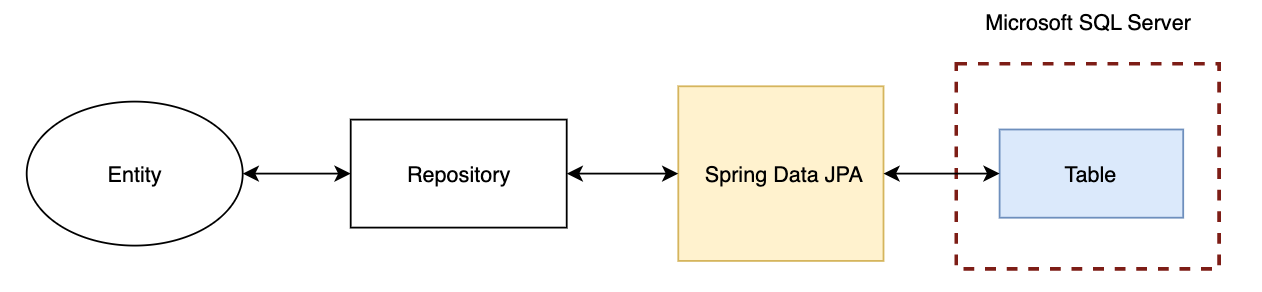 Microsoft SQL Server
Entity
Repository
Spring Data JPA
Table